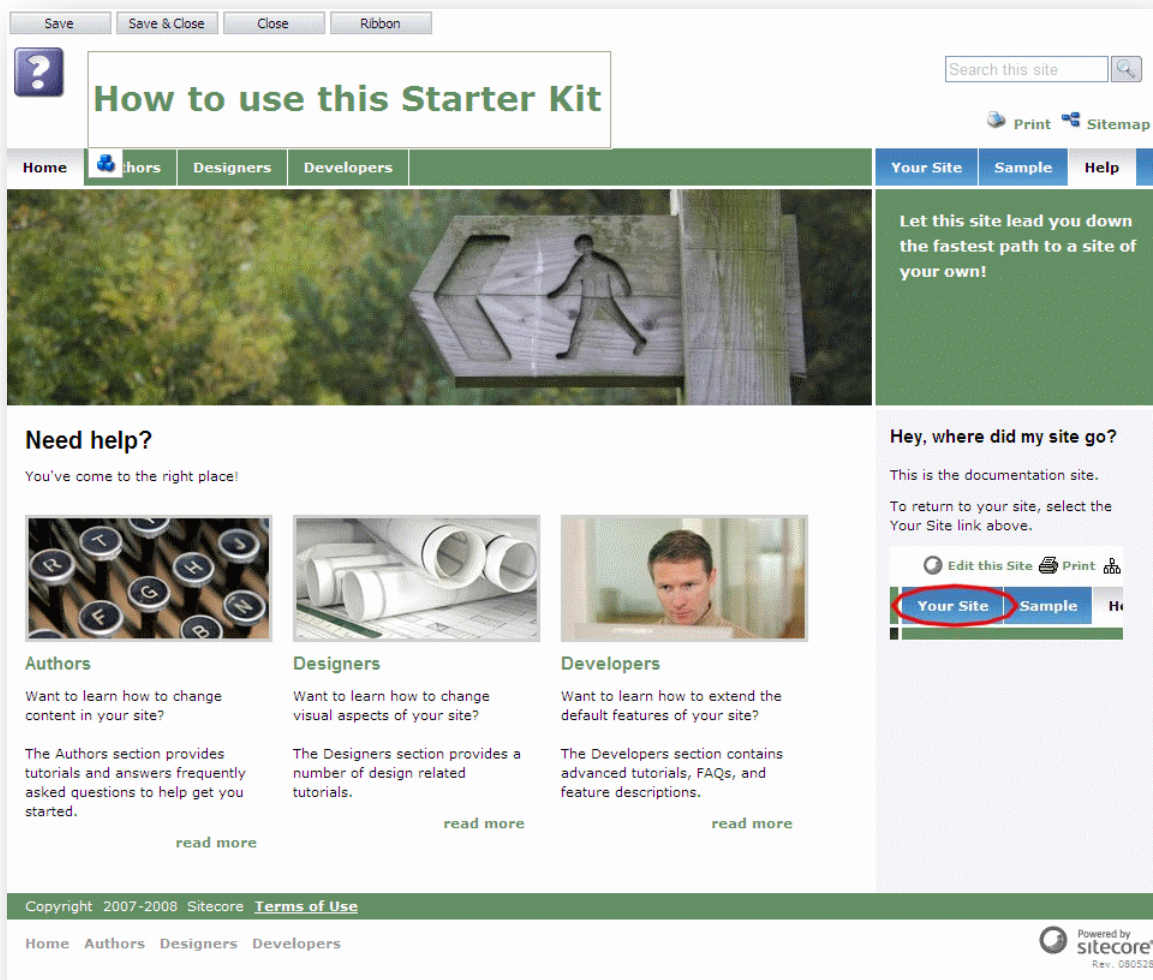 Save Save & Close Close Ribbon
?
How to use this Starter Kit
Search this site
Print Sitemap
Home hors Designers Developers
Your Site Sample Help
Let this site lead you down
the fastest path to a site of
your own!
Need help?
You've come to the right place!
R T F G H J B N
Authors
Want to learn how to change
content in your site?
The Authors section provides
tutorials and answers frequently
asked questions to help get you
started.
read more
Designers
Want to learn how to change
visual aspects of your site?
The Designers section provides a
number of design related
tutorials.
read more
Developers
Want to learn how to extend the
default features of your site?
The Developers section contains
advanced tutorials, FAQs, and
feature descriptions.
read more
Hey, where did my site go?
This is the documentation site.
To return to your site, select the
Your Site link above.
Edit this Site Print
Your Site Sample
Copyright 2007-2008 Sitecore Terms of Use
Home Authors Designers Developers
Powered by
sitecore
Rev. 080528